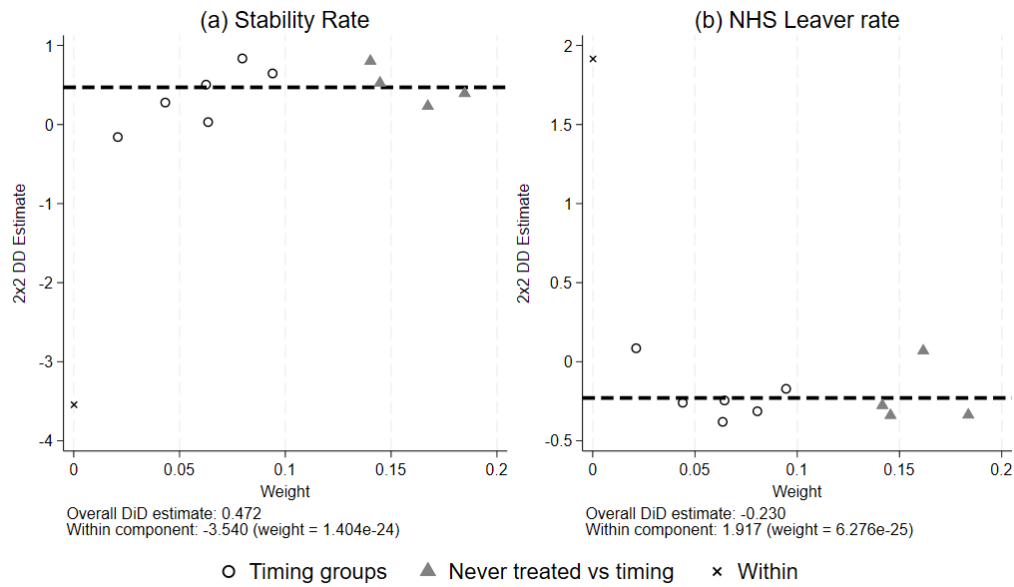 (a) Stability Rate
1
0
-1
-2
-3
-4
2x2 DD Estimate
0
0.05
0.1
0.15
0.2
Weight
Overall DiD estimate: 0.472
Within component: -3.540 (weight = 1.404e-24)
(b) NHS Leaver rate
2
1.5
1
0.5
0
-0.5
2x2 DD Estimate
0
0.05
0.1
0.15
0.2
Weight
Overall DiD estimate: -0.230
Within component: 1.917 (weight = 6.276e-25)
Timing groups
Never treated vs timing
Within